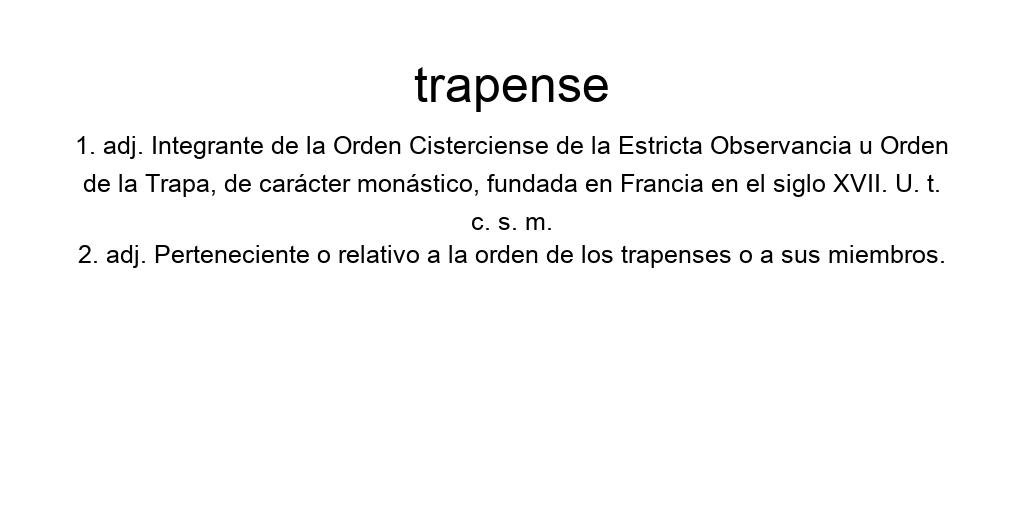 trapense
1. adj. Integrante de la Orden Cisterciense de la Estricta Observancia u Orden
de la Trapa, de carácter monástico, fundada en Francia en el siglo XVII. U. t.
c. s. m.
2. adj. Perteneciente o relativo a la orden de los trapenses o a sus miembros.